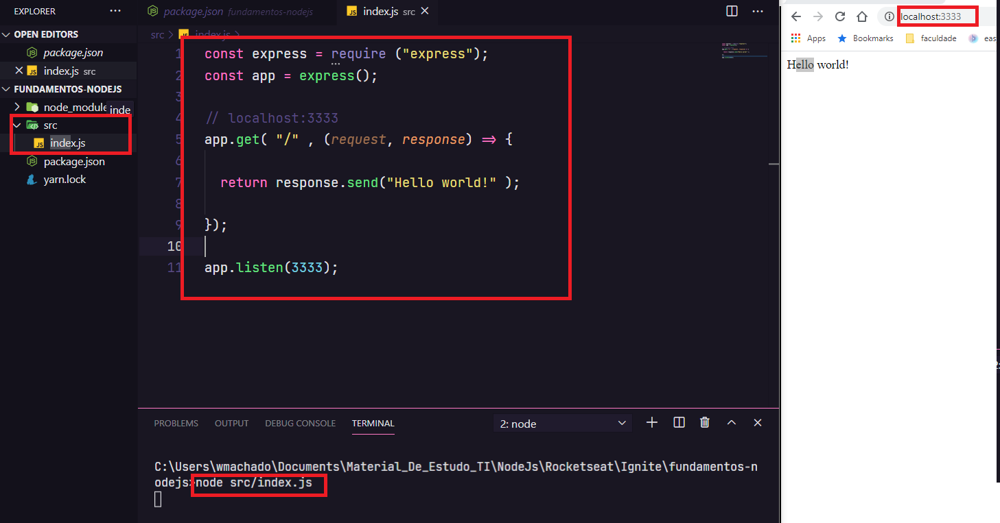 EXPLORER
OPEN EDITORS
package.json
index.js src
FUNDAMENTOS-NODEJS
node_module
inde
src
index.js
package.json
yarn.lock
package.json fundamentos-nodejs
index.js src
src > index.js >
1 const express = require ("express");
2 const app = express();
3
4 // localhost:3333
5 app.get( "/" , (request, response) => {
6
7 return response.send("Hello world!" );
8
9 });
10
11 app.listen(3333);
PROBLEMS OUTPUT DEBUG CONSOLE TERMINAL 2: node
C:\Users\wmachado\Documents\Material_De_Estudo_TI\NodeJs\Rocketseat\Ignite\fundamentos-n
odejs>node src/index.js
localhost:3333
Apps Bookmarks faculdade eas
Hello world!